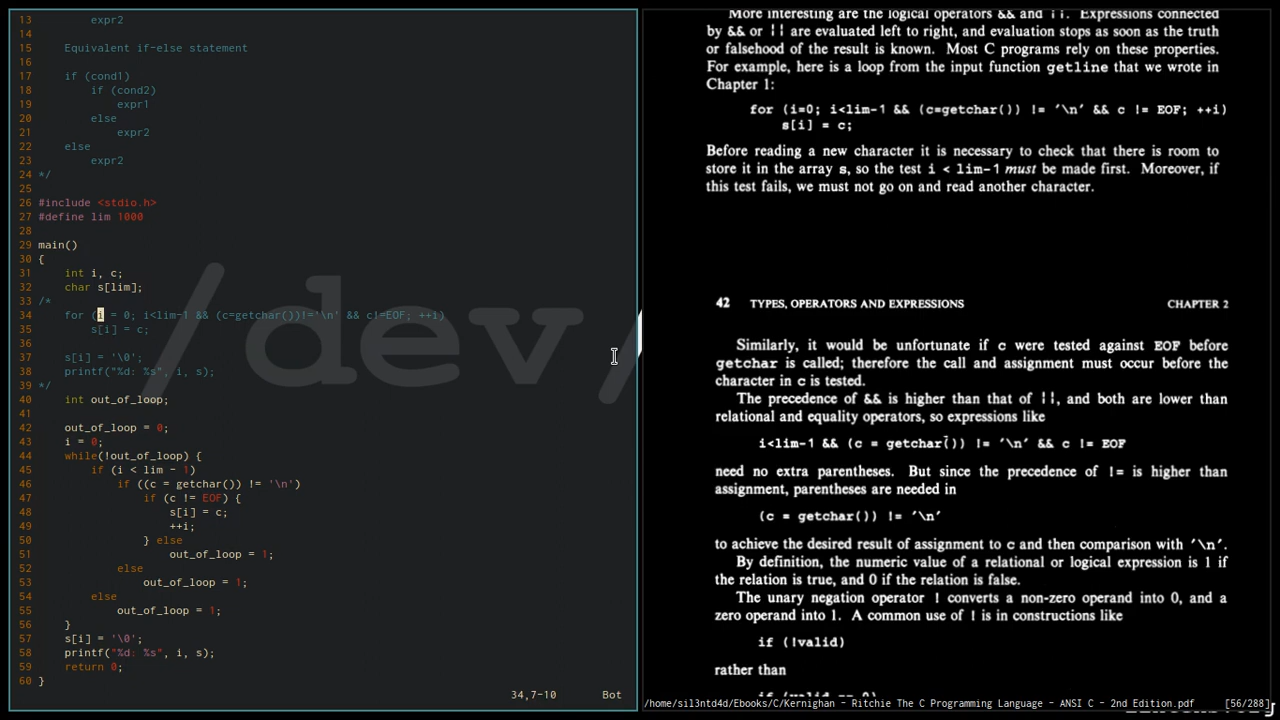 13         expr2
14
15     Equivalent if-else statement
16
17     if (cond1)
18         if (cond2)
19             expr1
20         else
21             expr2
22     else
23         expr2
24 */
25
26 #include <stdio.h>
27 #define lim 1000
28
29 main()
30 {
31     int i, c;
32     char s[lim];
33 /*
34     for (i = 0; i<lim-1 && (c=getchar())!='\n' && c!=EOF; ++i)
35         s[i] = c;
36
37     s[i] = '\0';
38     printf("%d: %s", i, s);
39 */
40     int out_of_loop;
41
42     out_of_loop = 0;
43     i = 0;
44     while(!out_of_loop) {
45         if (i < lim - 1)
46             if ((c = getchar()) != '\n')
47                 if (c != EOF) {
48                     s[i] = c;
49                     ++i;
50                 } else
51                     out_of_loop = 1;
52             else
53                 out_of_loop = 1;
54         else
55             out_of_loop = 1;
56     }
57     s[i] = '\0';
58     printf("%d: %s", i, s);
59     return 0;
60 }
34,7-10 Bot
/dev/
More interesting are the logical operators && and ||. Expressions connected
by && or || are evaluated left to right, and evaluation stops as soon as the truth
or falsehood of the result is known. Most C programs rely on these properties.
For example, here is a loop from the input function getline that we wrote in
Chapter 1:
for (i=0; i<lim-1 && (c=getchar()) != '\n' && c != EOF; ++i)
    s[i] = c;
Before reading a new character it is necessary to check that there is room to
store it in the array s, so the test i < lim-1 must be made first. Moreover, if
this test fails, we must not go on and read another character.
42 TYPES, OPERATORS AND EXPRESSIONS CHAPTER 2
Similarly, it would be unfortunate if c were tested against EOF before
getchar is called; therefore the call and assignment must occur before the
character in c is tested.
The precedence of && is higher than that of ||, and both are lower than
relational and equality operators, so expressions like
i<lim-1 && (c = getchar()) != '\n' && c != EOF
need no extra parentheses. But since the precedence of != is higher than
assignment, parentheses are needed in
(c = getchar()) != '\n'
to achieve the desired result of assignment to c and then comparison with '\n'.
By definition, the numeric value of a relational or logical expression is 1 if
the relation is true, and 0 if the relation is false.
The unary negation operator ! converts a non-zero operand into 0, and a
zero operand into 1. A common use of ! is in constructions like
if (!valid)
rather than
if (valid == 0)
/home/sil3ntd4d/Ebooks/C/Kernighan - Ritchie The C Programming Language - ANSI C - 2nd Edition.pdf [56/288]